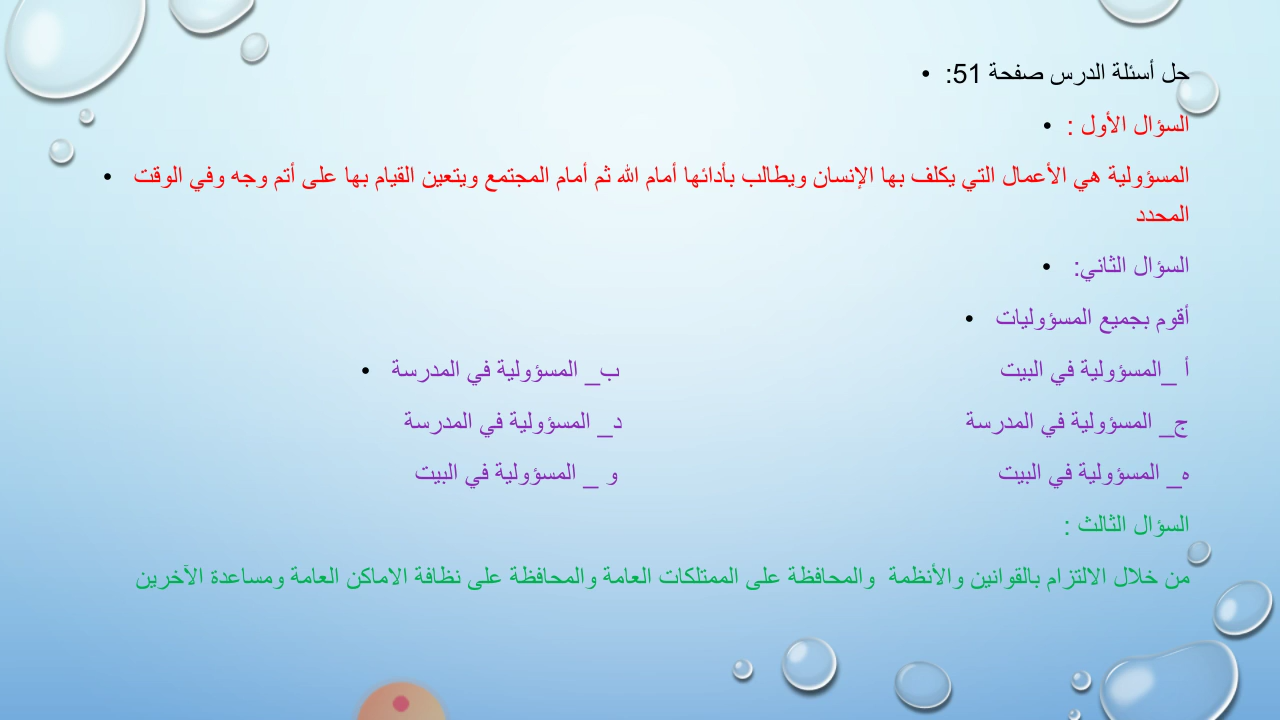 حل أسئلة الدرس صفحة 51:
السؤال الأول :
المسؤولية هي الأعمال التي يكلف بها الإنسان ويطالب بأدائها أمام الله ثم أمام المجتمع ويتعين القيام بها على أتم وجه وفي الوقت
المحدد
السؤال الثاني:
أقوم بجميع المسؤوليات
أ _المسؤولية في البيت ب_ المسؤولية في المدرسة
ج_ المسؤولية في المدرسة د_ المسؤولية في المدرسة
ه_ المسؤولية في البيت و _ المسؤولية في البيت
السؤال الثالث :
من خلال الالتزام بالقوانين والأنظمة والمحافظة على الممتلكات العامة والمحافظة على نظافة الاماكن العامة ومساعدة الآخرين